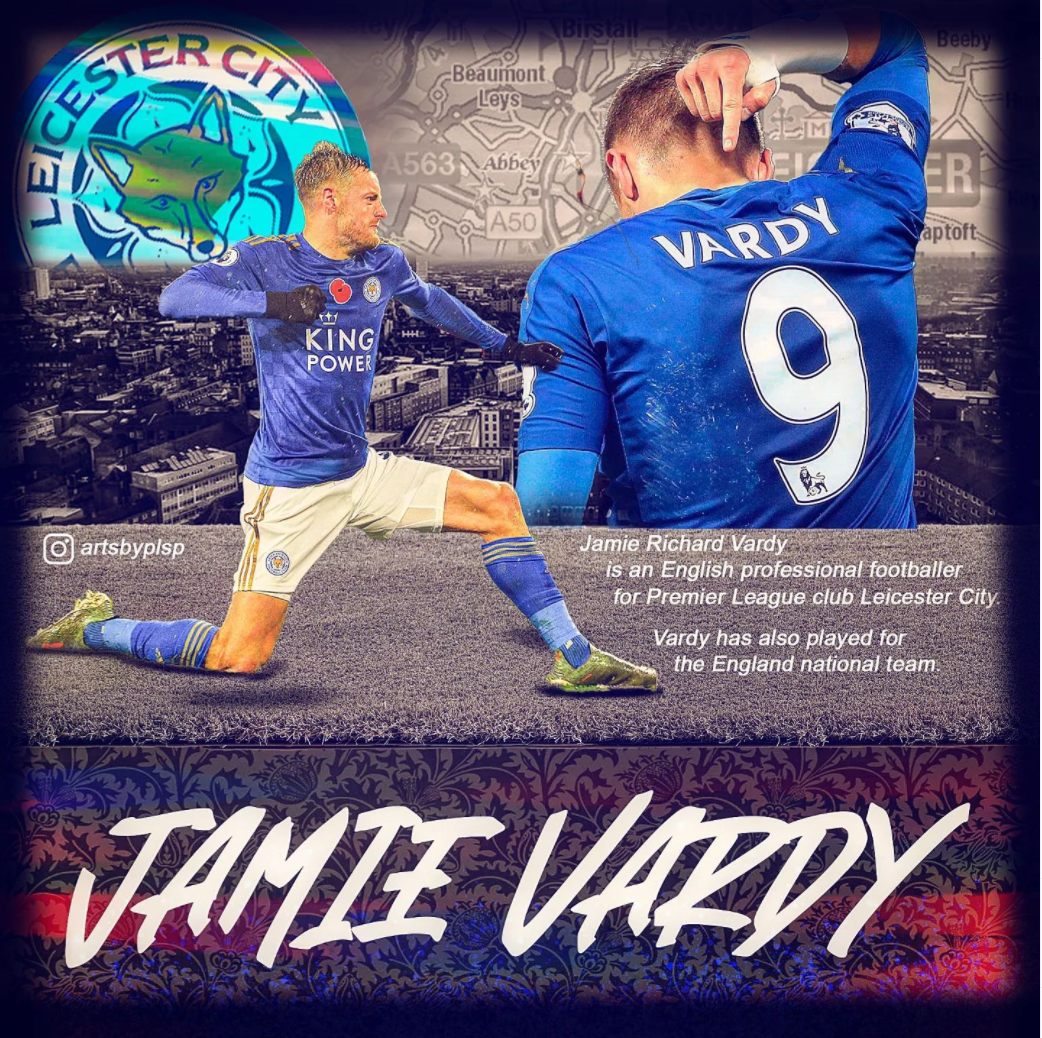 LEICESTER CITY
Birstall
Beeby
Beaumont
Leys
A563
Abbey
A50
VARDY
9
KING
POWER
artsbyplsp
Jamie Richard Vardy
is an English professional footballer
for Premier League club Leicester City.
Vardy has also played for
the England national team.
JAMIE VARDY